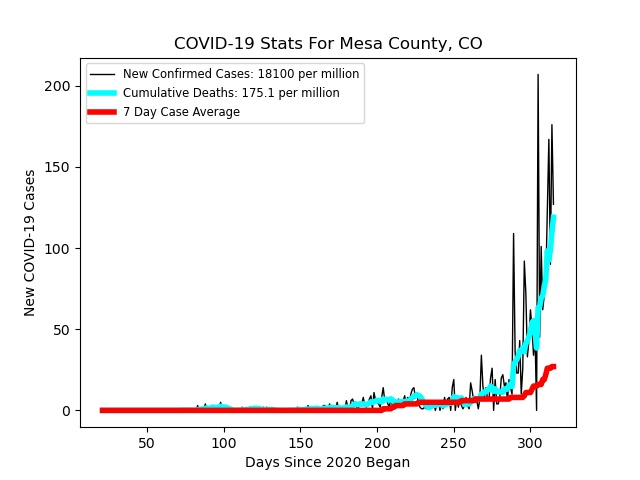 COVID-19 Stats For Mesa County, CO
New Confirmed Cases: 18100 per million
Cumulative Deaths: 175.1 per million
7 Day Case Average
New COVID-19 Cases
200
150
100
50
0
50 100 150 200 250 300
Days Since 2020 Began